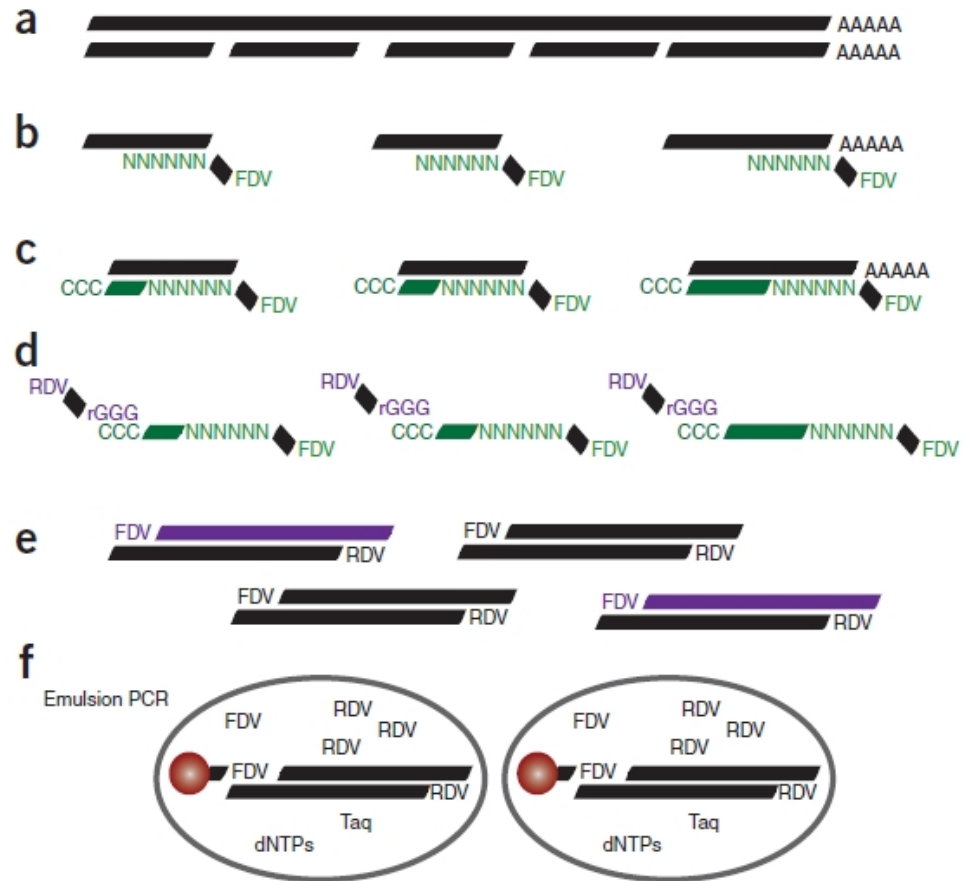 a
AAAAA
AAAAA
b
AAAAA
NNNNNN FDV NNNNNN FDV NNNNNN FDV
c
AAAAA
CCC NNNNNN FDV CCC NNNNNN FDV CCC NNNNNN FDV
d
RDV RDV RDV
rGGG rGGG rGGG
CCC NNNNNN FDV CCC NNNNNN FDV CCC NNNNNN FDV
e
FDV FDV
RDV RDV
FDV FDV
RDV RDV
f
Emulsion PCR
FDV RDV RDV RDV FDV RDV RDV RDV
FDV FDV
RDV RDV
Taq Taq
dNTPs dNTPs